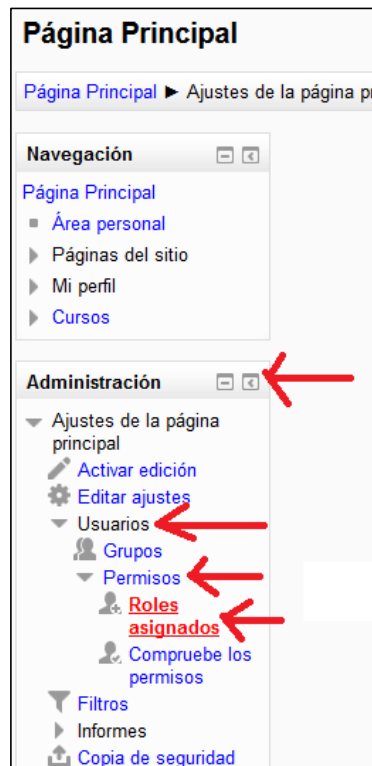 Página Principal
Página Principal ► Ajustes de la página
Navegación
Página Principal
Área personal
Páginas del sitio
Mi perfil
Cursos
Administración
Ajustes de la página
principal
Activar edición
Editar ajustes
Usuarios
Grupos
Permisos
Roles
asignados
Compruebe los
permisos
Filtros
Informes
Copia de seguridad